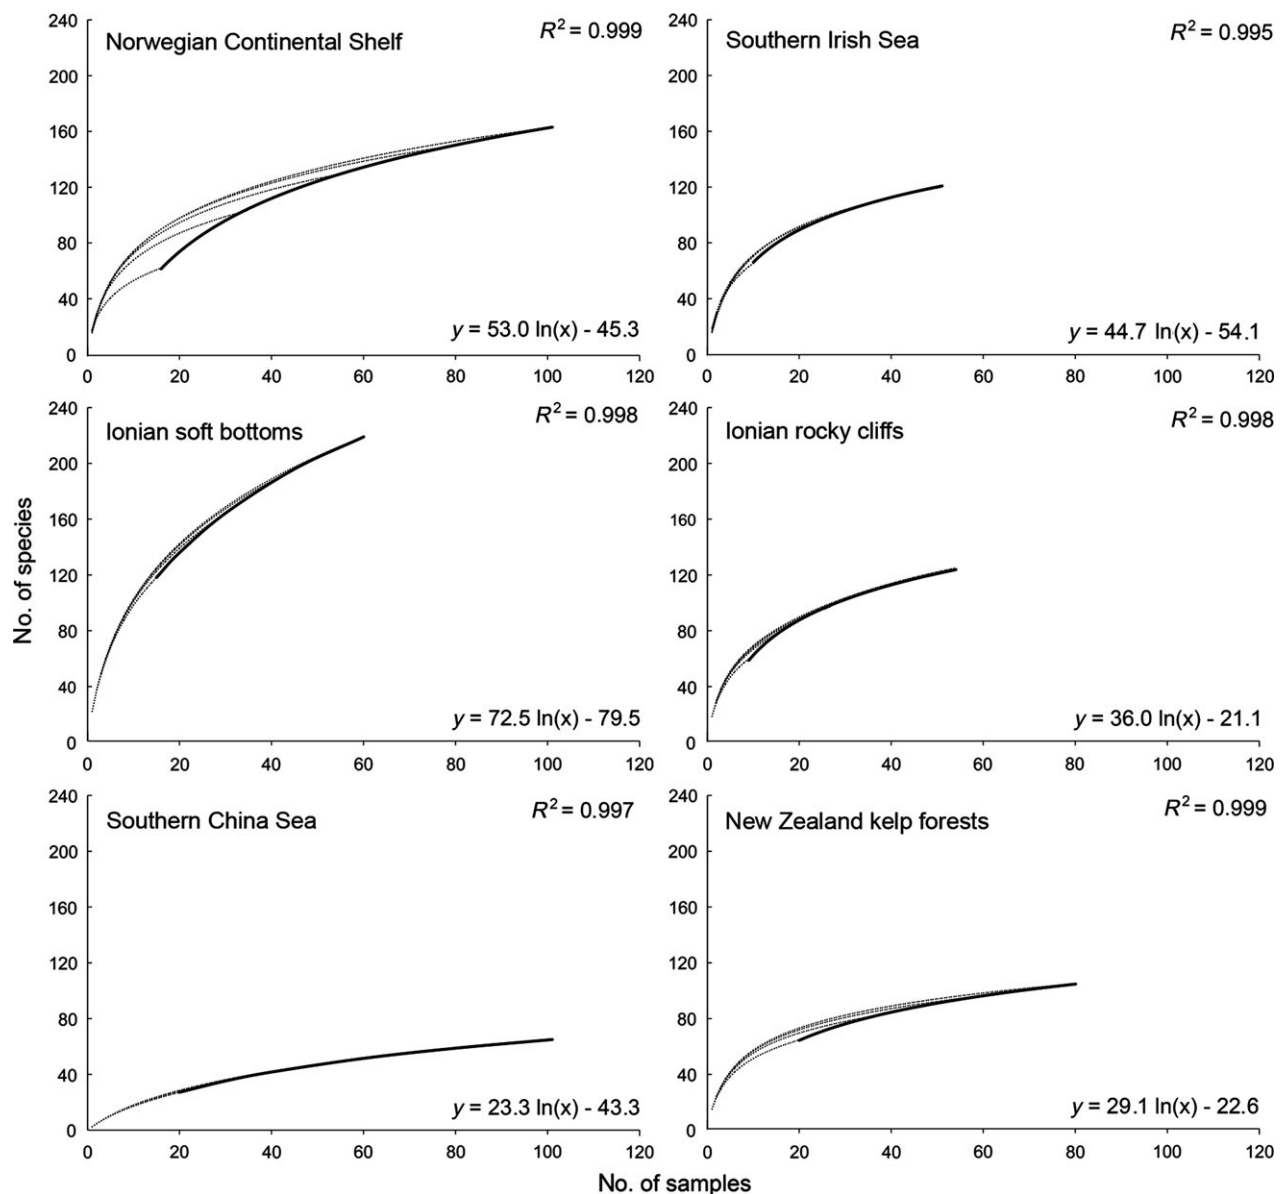 Norwegian Continental Shelf
R² = 0.999
240
200
160
120
80
40
0
y = 53.0 ln(x) - 45.3
0 20 40 60 80 100 120
Southern Irish Sea
R² = 0.995
240
200
160
120
80
40
0
y = 44.7 ln(x) - 54.1
0 20 40 60 80 100 120
No. of species
Ionian soft bottoms
R² = 0.998
240
200
160
120
80
40
0
y = 72.5 ln(x) - 79.5
0 20 40 60 80 100 120
Ionian rocky cliffs
R² = 0.998
240
200
160
120
80
40
0
y = 36.0 ln(x) - 21.1
0 20 40 60 80 100 120
Southern China Sea
R² = 0.997
240
200
160
120
80
40
0
y = 23.3 ln(x) - 43.3
0 20 40 60 80 100 120
New Zealand kelp forests
R² = 0.999
240
200
160
120
80
40
0
y = 29.1 ln(x) - 22.6
0 20 40 60 80 100 120
No. of samples